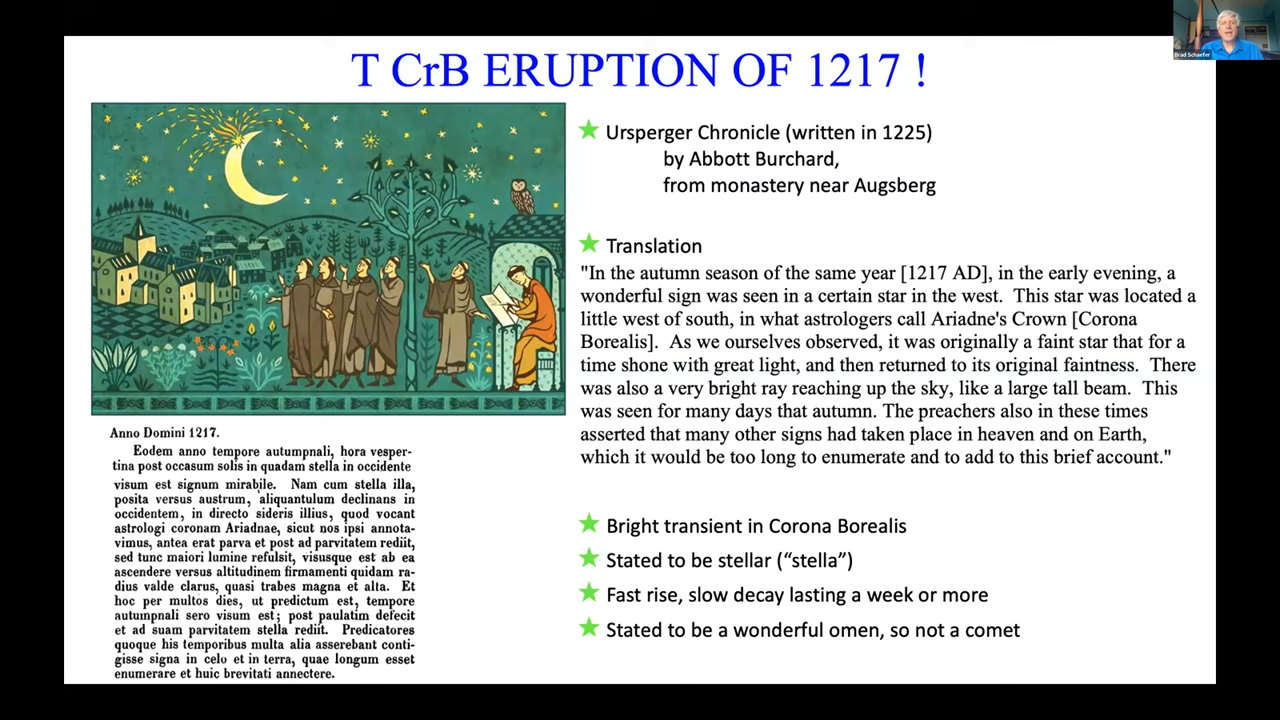 Brad Schaefer
T CrB ERUPTION OF 1217 !
Ursperger Chronicle (written in 1225)
by Abbott Burchard,
from monastery near Augsberg
Translation
"In the autumn season of the same year [1217 AD], in the early evening, a
wonderful sign was seen in a certain star in the west. This star was located a
little west of south, in what astrologers call Ariadne's Crown [Corona
Borealis]. As we ourselves observed, it was originally a faint star that for a
time shone with great light, and then returned to its original faintness. There
was also a very bright ray reaching up the sky, like a large tall beam. This
was seen for many days that autumn. The preachers also in these times
asserted that many other signs had taken place in heaven and on Earth,
which it would be too long to enumerate and to add to this brief account."
Bright transient in Corona Borealis
Stated to be stellar (“stella”)
Fast rise, slow decay lasting a week or more
Stated to be a wonderful omen, so not a comet
Anno Domini 1217.
Eodem anno tempore autumpnali, hora vesper-
tina post occasum solis in quadam stella in occidente
visum est signum mirabile. Nam cum stella illa,
posita versus austrum, aliquantulum declinans in
occidentem, in directo sideris illius, quod vocant
astrologi coronam Ariadnae, sicut nos ipsi annota-
vimus, antea erat parva et post ad parvitatem rediit,
sed tunc maiori lumine refulsit, visusque est ab ea
ascendere versus altitudinem firmamenti quidam ra-
dius valde clarus, quasi trabes magna et alta. Et
hoc per multos dies, ut predictum est, tempore
autumpnali sero visum est; post paulatim defecit
et ad suam parvitatem stella rediit. Predicatores
quoque his temporibus multa alia asserebant conti-
gisse signa in celo et in terra, quae longum esset
enumerare et huic brevitati annectere.